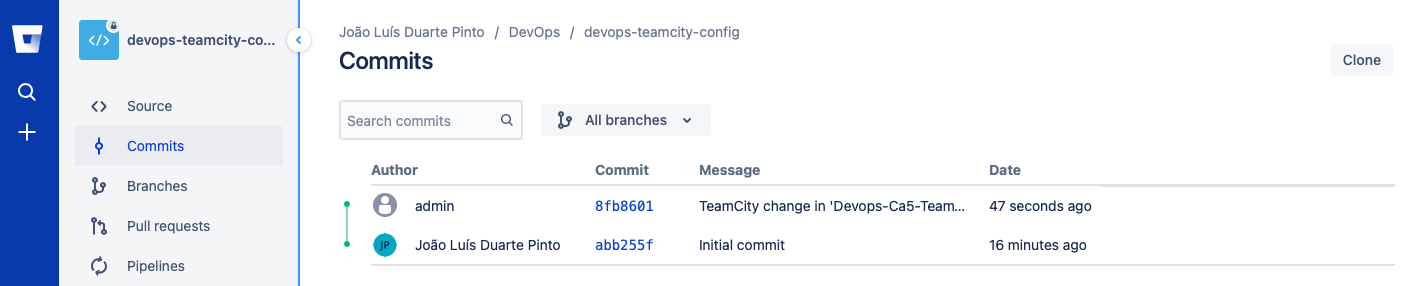 devops-teamcity-co...
Source
Commits
Branches
Pull requests
Pipelines
João Luís Duarte Pinto / DevOps / devops-teamcity-config
Commits
Clone
Search commits
All branches
Author Commit Message Date
admin 8fb8601 TeamCity change in 'Devops-Ca5-Team... 47 seconds ago
JP João Luís Duarte Pinto abb255f Initial commit 16 minutes ago